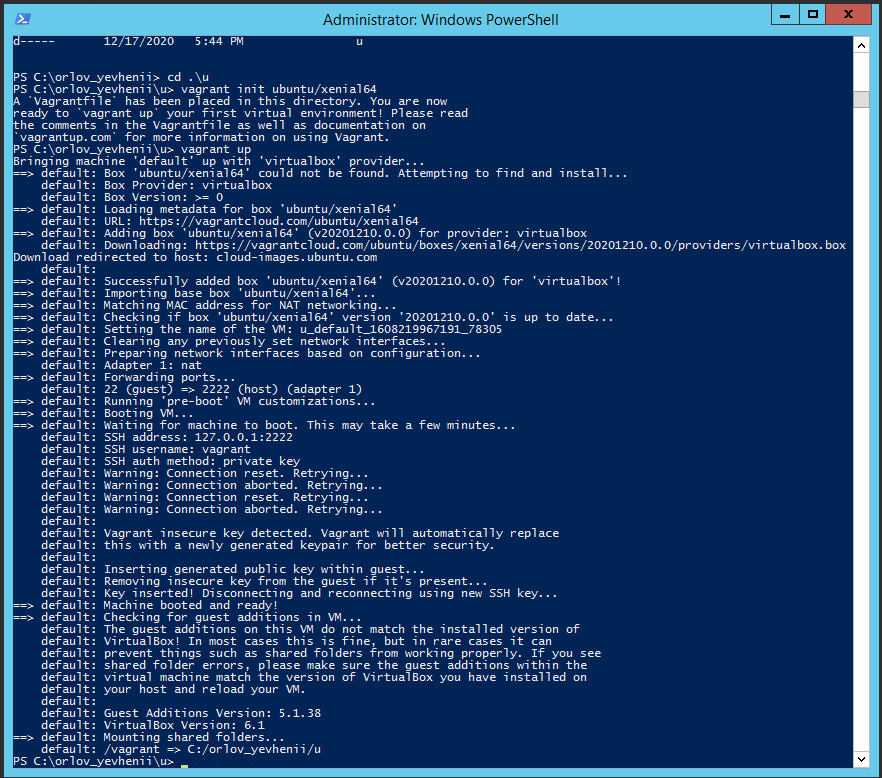 Administrator: Windows PowerShell
d-----        12/17/2020   5:44 PM                u
PS C:\orlov_yevhenii> cd .\u
PS C:\orlov_yevhenii\u> vagrant init ubuntu/xenial64
A `Vagrantfile` has been placed in this directory. You are now
ready to `vagrant up` your first virtual environment! Please read
the comments in the Vagrantfile as well as documentation on
`vagrantup.com` for more information on using Vagrant.
PS C:\orlov_yevhenii\u> vagrant up
Bringing machine 'default' up with 'virtualbox' provider...
==> default: Box 'ubuntu/xenial64' could not be found. Attempting to find and install...
    default: Box Provider: virtualbox
    default: Box Version: >= 0
==> default: Loading metadata for box 'ubuntu/xenial64'
    default: URL: https://vagrantcloud.com/ubuntu/xenial64
==> default: Adding box 'ubuntu/xenial64' (v20201210.0.0) for provider: virtualbox
    default: Downloading: https://vagrantcloud.com/ubuntu/boxes/xenial64/versions/20201210.0.0/providers/virtualbox.box
Download redirected to host: cloud-images.ubuntu.com
    default:
==> default: Successfully added box 'ubuntu/xenial64' (v20201210.0.0) for 'virtualbox'!
==> default: Importing base box 'ubuntu/xenial64'...
==> default: Matching MAC address for NAT networking...
==> default: Checking if box 'ubuntu/xenial64' version '20201210.0.0' is up to date...
==> default: Setting the name of the VM: u_default_1608219967191_78305
==> default: Clearing any previously set network interfaces...
==> default: Preparing network interfaces based on configuration...
    default: Adapter 1: nat
==> default: Forwarding ports...
    default: 22 (guest) => 2222 (host) (adapter 1)
==> default: Running 'pre-boot' VM customizations...
==> default: Booting VM...
==> default: Waiting for machine to boot. This may take a few minutes...
    default: SSH address: 127.0.0.1:2222
    default: SSH username: vagrant
    default: SSH auth method: private key
    default: Warning: Connection reset. Retrying...
    default: Warning: Connection aborted. Retrying...
    default: Warning: Connection reset. Retrying...
    default: Warning: Connection aborted. Retrying...
    default:
    default: Vagrant insecure key detected. Vagrant will automatically replace
    default: this with a newly generated keypair for better security.
    default:
    default: Inserting generated public key within guest...
    default: Removing insecure key from the guest if it's present...
    default: Key inserted! Disconnecting and reconnecting using new SSH key...
==> default: Machine booted and ready!
==> default: Checking for guest additions in VM...
    default: The guest additions on this VM do not match the installed version of
    default: VirtualBox! In most cases this is fine, but in rare cases it can
    default: prevent things such as shared folders from working properly. If you see
    default: shared folder errors, please make sure the guest additions within the
    default: virtual machine match the version of VirtualBox you have installed on
    default: your host and reload your VM.
    default:
    default: Guest Additions Version: 5.1.38
    default: VirtualBox Version: 6.1
==> default: Mounting shared folders...
    default: /vagrant => C:/orlov_yevhenii/u
PS C:\orlov_yevhenii\u>